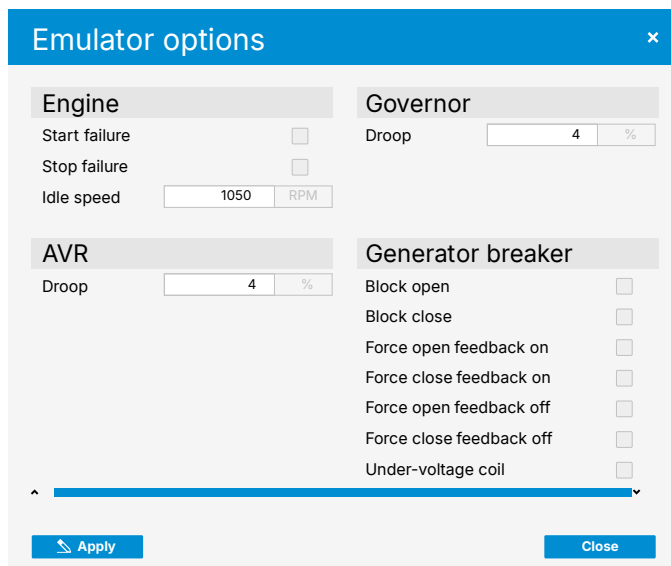 Emulator options
×
Engine
Start failure
Stop failure
Idle speed 1050 RPM
Governor
Droop 4 %
AVR
Droop 4 %
Generator breaker
Block open
Block close
Force open feedback on
Force close feedback on
Force open feedback off
Force close feedback off
Under-voltage coil
Apply
Close